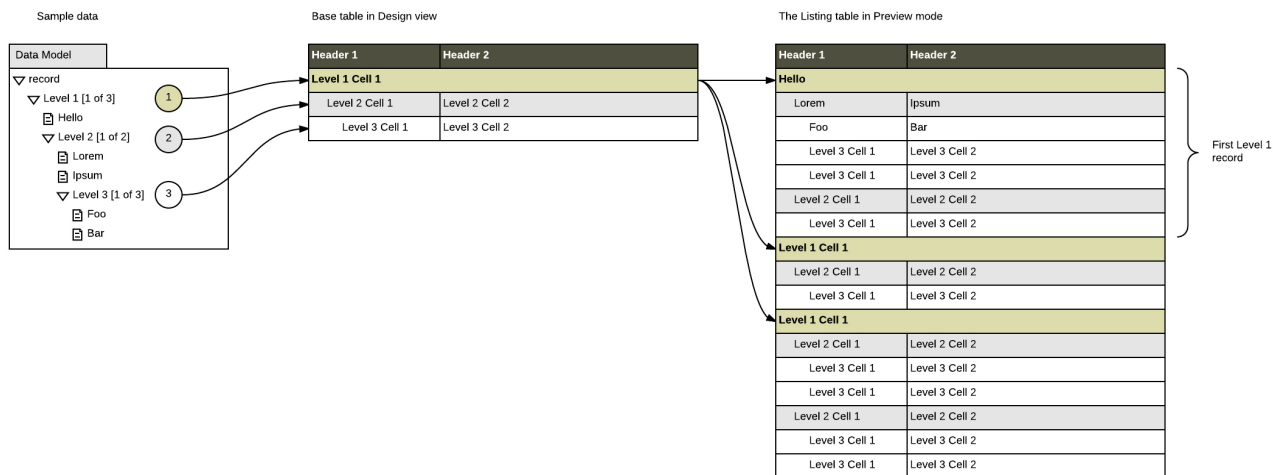 Sample data
Data Model
record
Level 1 [1 of 3]
Hello
Level 2 [1 of 2]
Lorem
Ipsum
Level 3 [1 of 3]
Foo
Bar
1
2
3
Base table in Design view
Header 1 Header 2
Level 1 Cell 1
Level 2 Cell 1 Level 2 Cell 2
Level 3 Cell 1 Level 3 Cell 2
The Listing table in Preview mode
Header 1 Header 2
Hello
Lorem Ipsum
Foo Bar
Level 3 Cell 1 Level 3 Cell 2
Level 3 Cell 1 Level 3 Cell 2
Level 2 Cell 1 Level 2 Cell 2
Level 3 Cell 1 Level 3 Cell 2
Level 1 Cell 1
Level 2 Cell 1 Level 2 Cell 2
Level 3 Cell 1 Level 3 Cell 2
Level 1 Cell 1
Level 2 Cell 1 Level 2 Cell 2
Level 3 Cell 1 Level 3 Cell 2
Level 3 Cell 1 Level 3 Cell 2
Level 2 Cell 1 Level 2 Cell 2
Level 3 Cell 1 Level 3 Cell 2
Level 3 Cell 1 Level 3 Cell 2
First Level 1
record